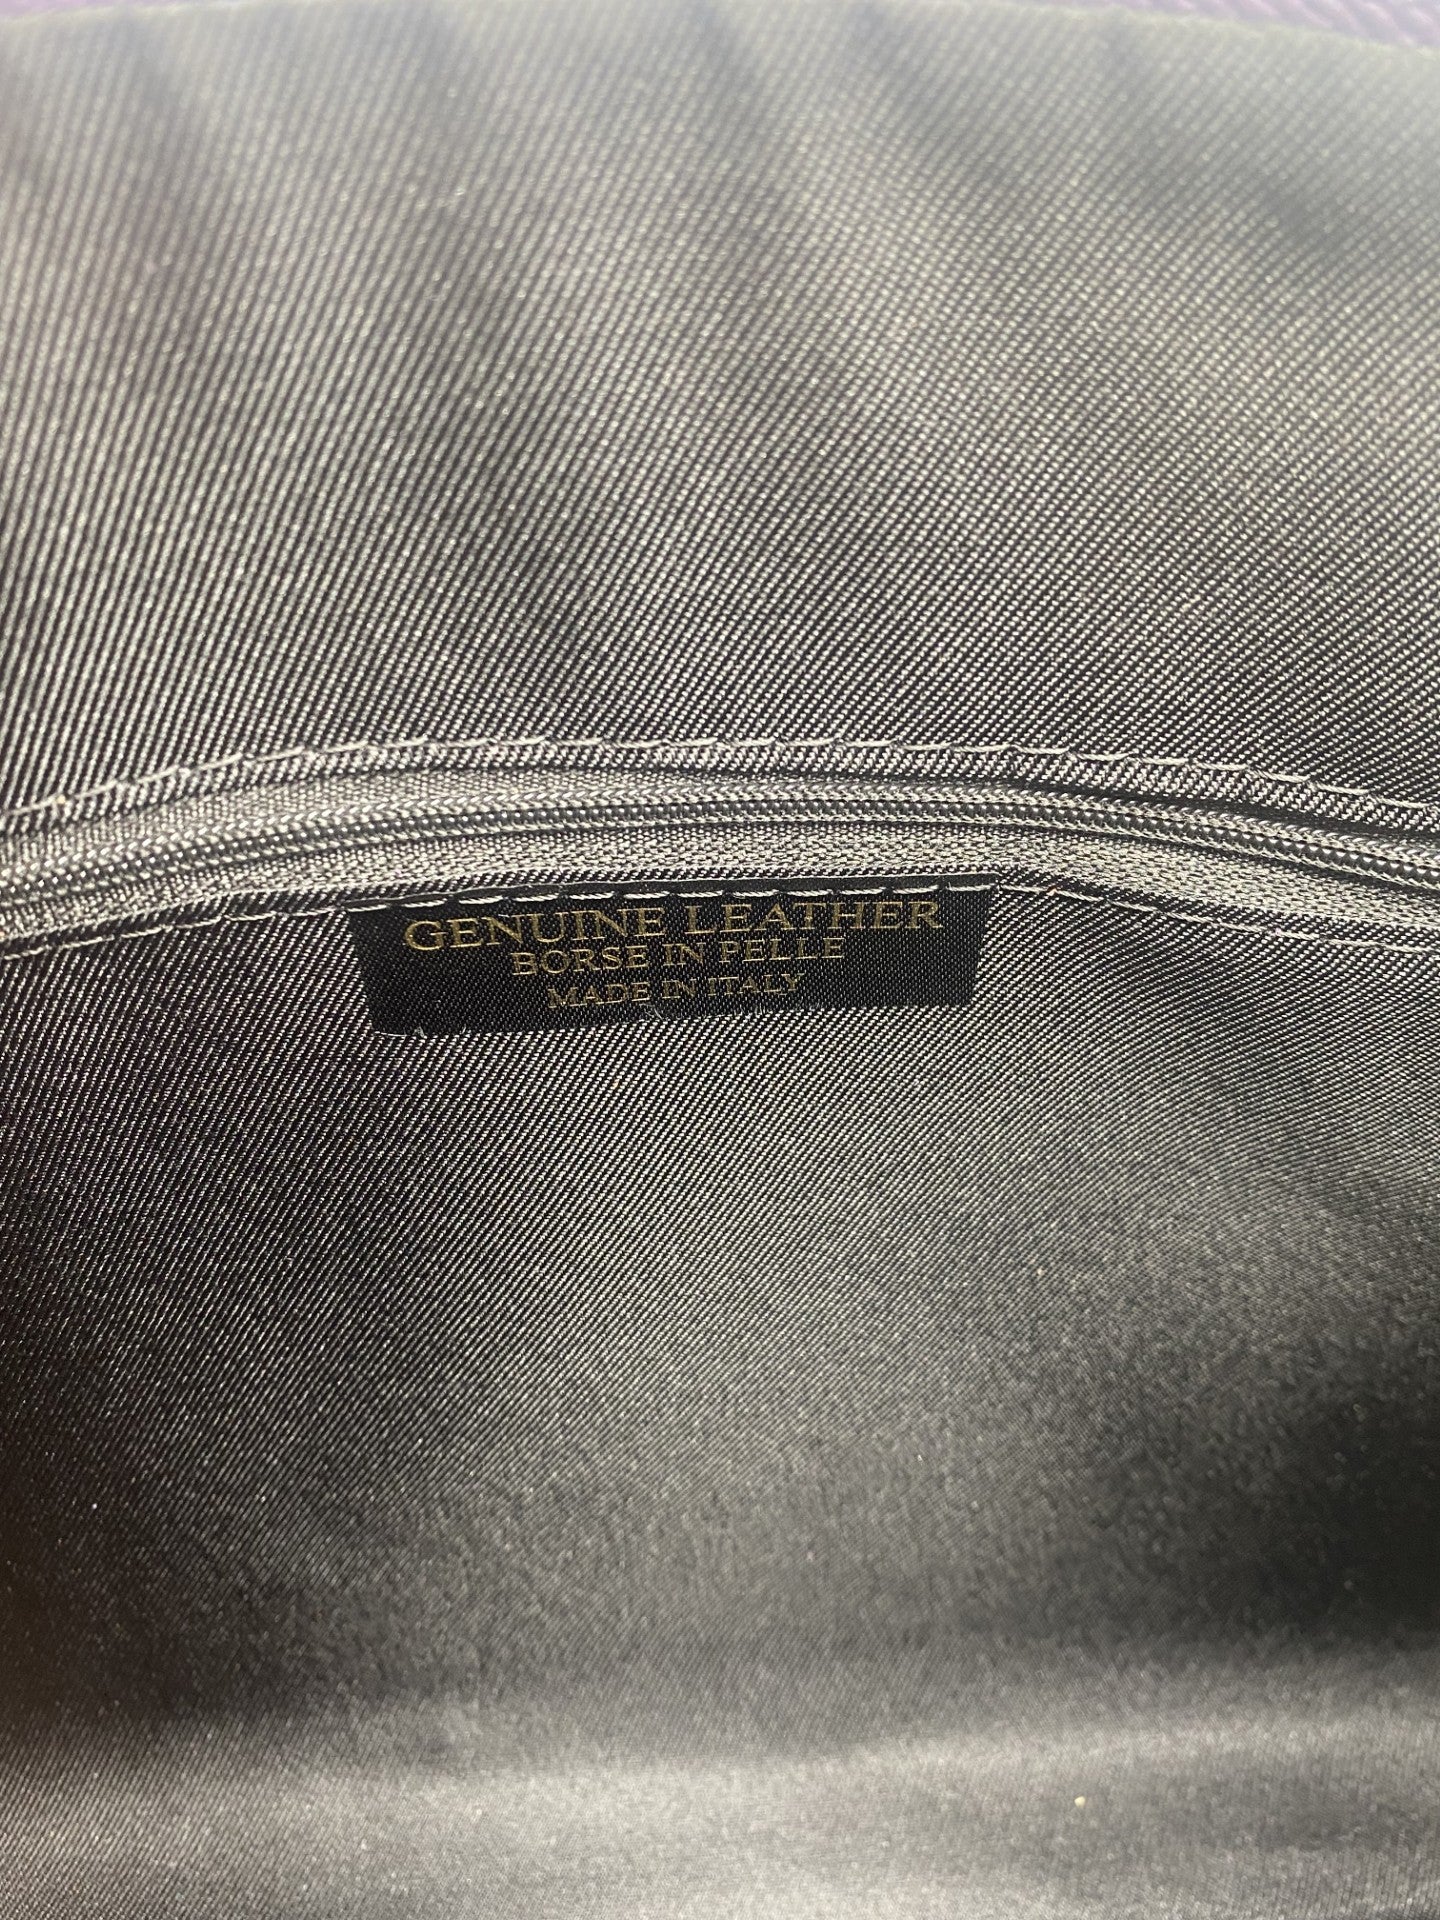 GENUINE LEATHER
BORSE IN PELLE
MADE IN ITALY